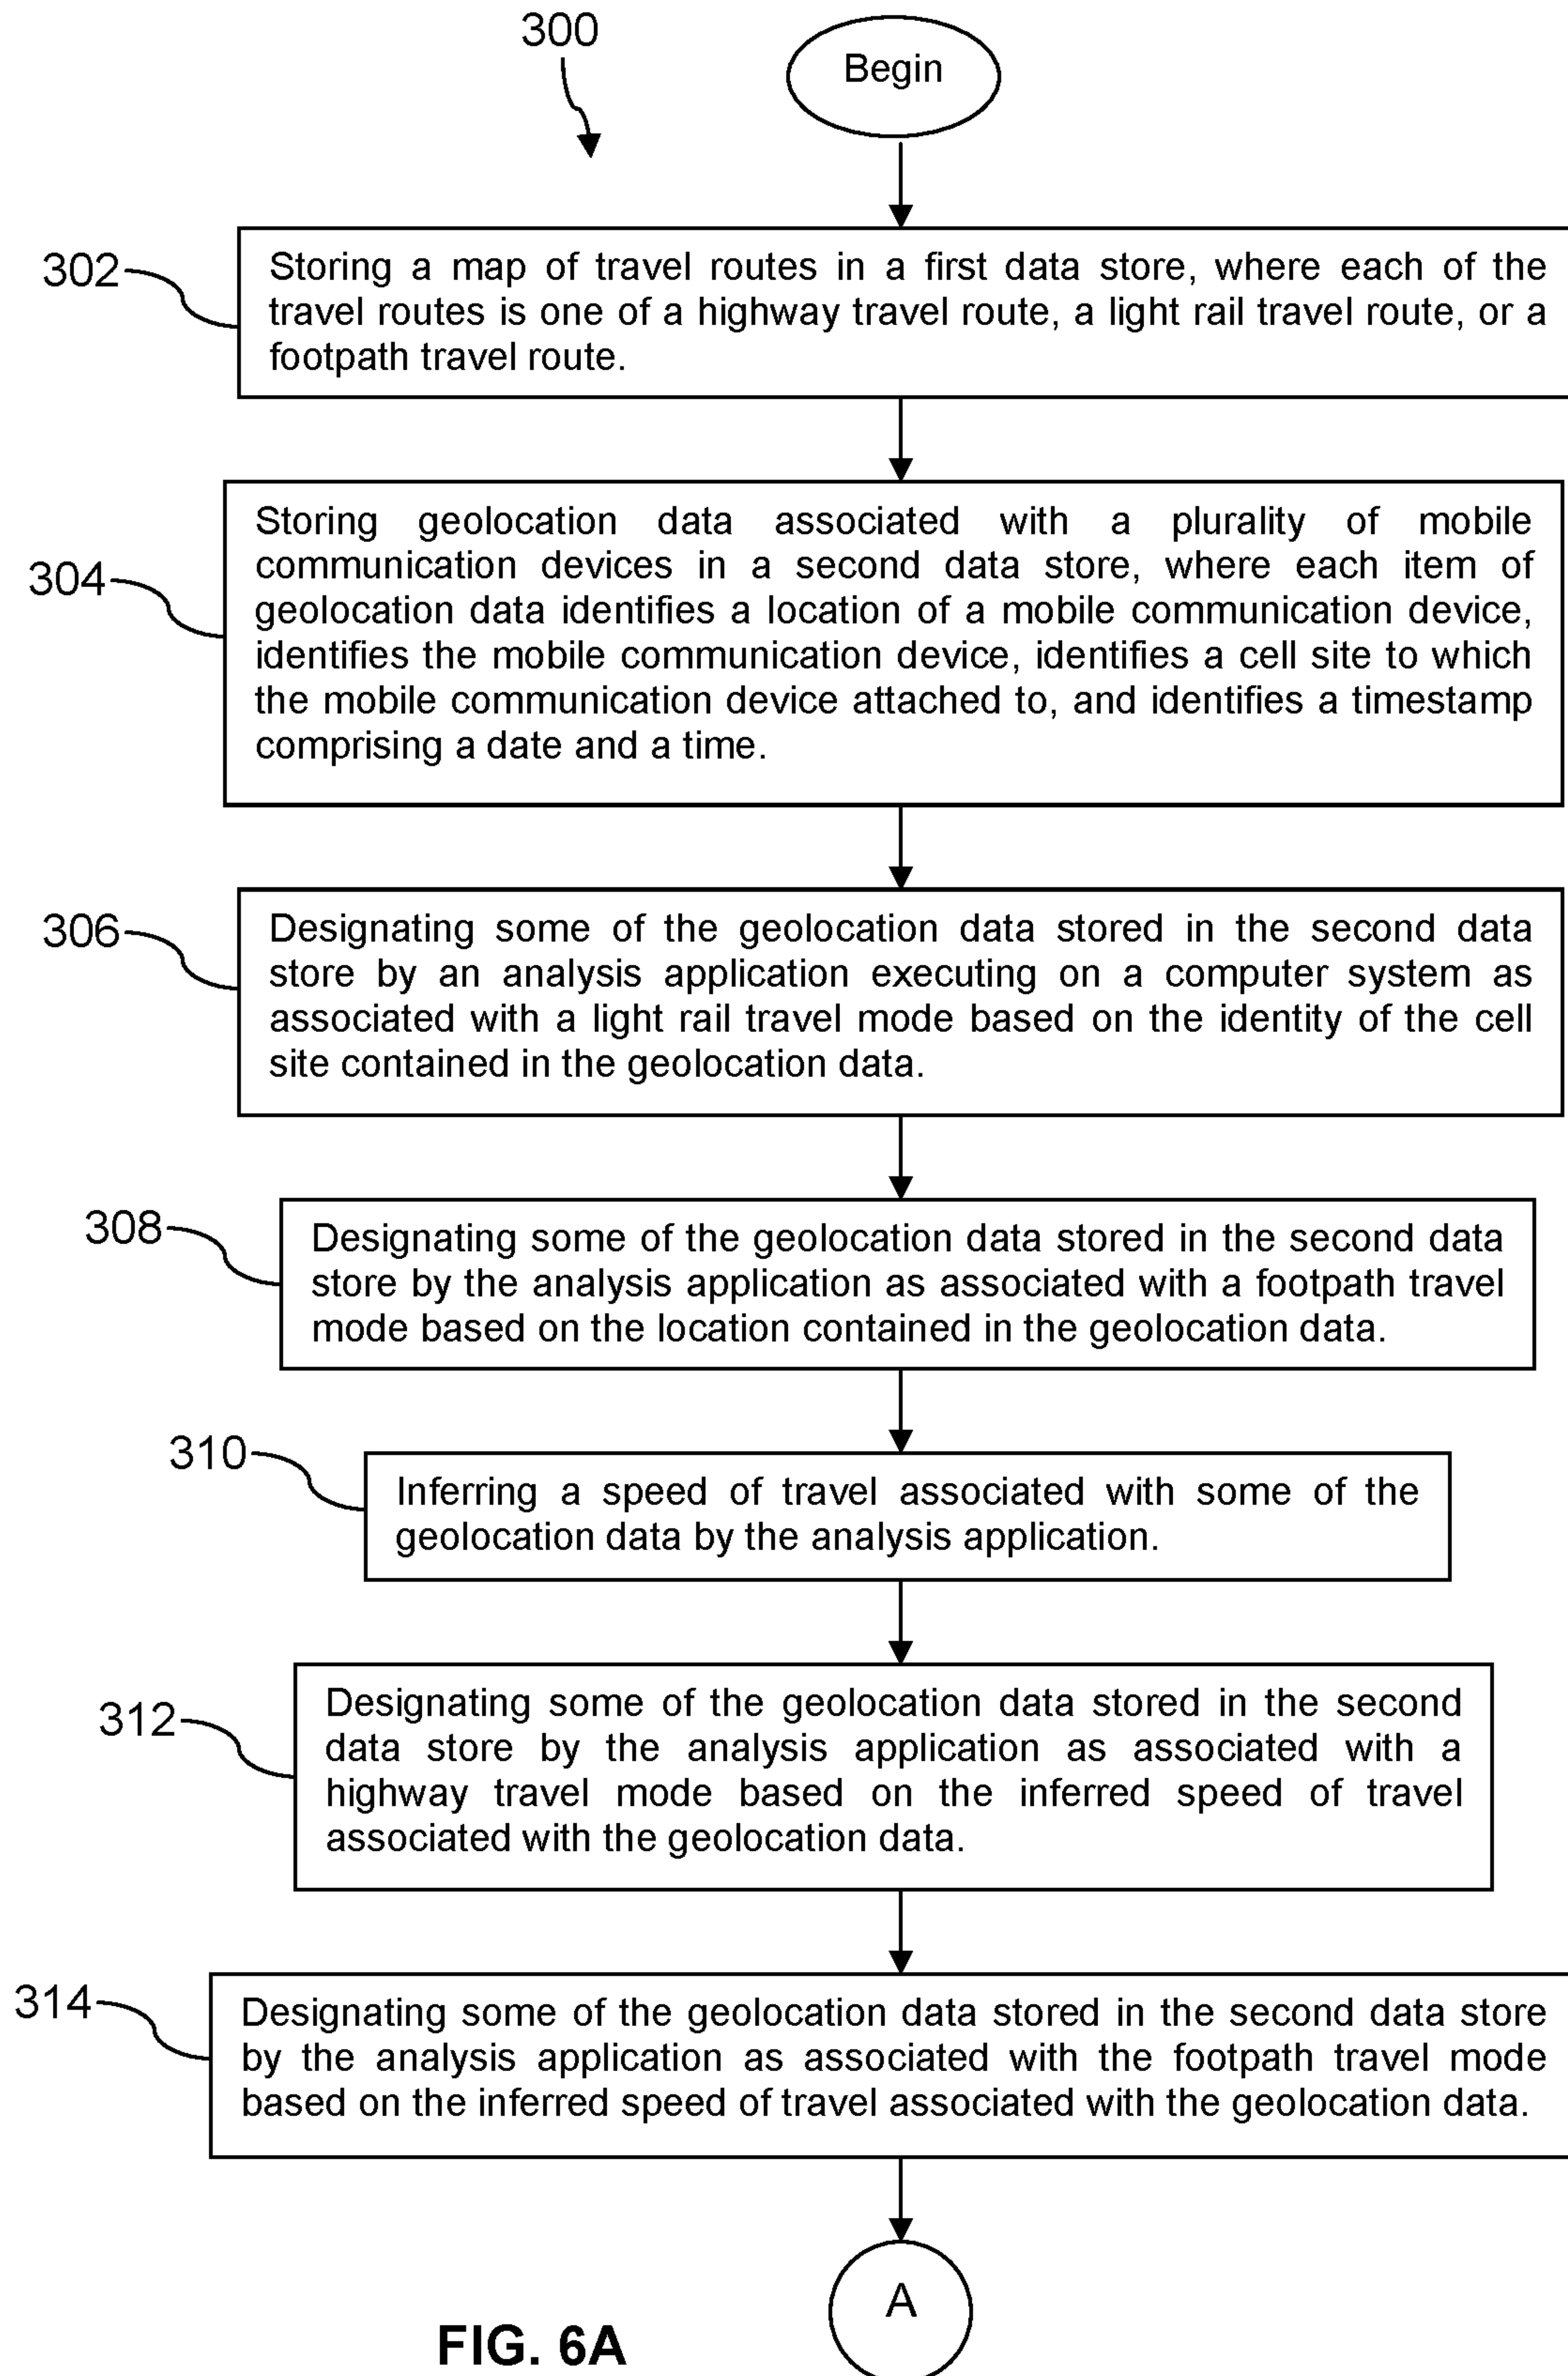 300
Begin
302
Storing a map of travel routes in a first data store, where each of the
travel routes is one of a highway travel route, a light rail travel route, or a
footpath travel route.
304
Storing geolocation data associated with a plurality of mobile
communication devices in a second data store, where each item of
geolocation data identifies a location of a mobile communication device,
identifies the mobile communication device, identifies a cell site to which
the mobile communication device attached to, and identifies a timestamp
comprising a date and a time.
306
Designating some of the geolocation data stored in the second data
store by an analysis application executing on a computer system as
associated with a light rail travel mode based on the identity of the cell
site contained in the geolocation data.
308
Designating some of the geolocation data stored in the second data
store by the analysis application as associated with a footpath travel
mode based on the location contained in the geolocation data.
310
Inferring a speed of travel associated with some of the
geolocation data by the analysis application.
312
Designating some of the geolocation data stored in the second
data store by the analysis application as associated with a
highway travel mode based on the inferred speed of travel
associated with the geolocation data.
314
Designating some of the geolocation data stored in the second data store
by the analysis application as associated with the footpath travel mode
based on the inferred speed of travel associated with the geolocation data.
A
FIG. 6A